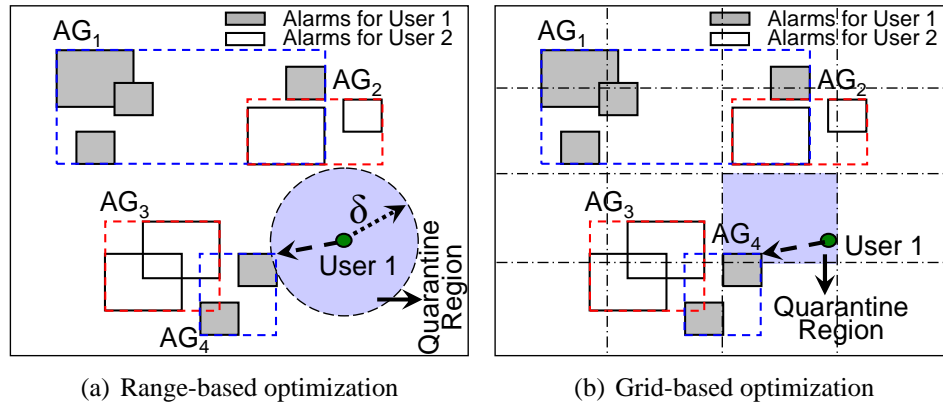 Alarms for User 1
Alarms for User 2
AG1
AG2
AG3
δ
User 1
AG4
Quarantine
Region
(a) Range-based optimization
Alarms for User 1
Alarms for User 2
AG1
AG2
AG3
AG4
User 1
Quarantine
Region
(b) Grid-based optimization